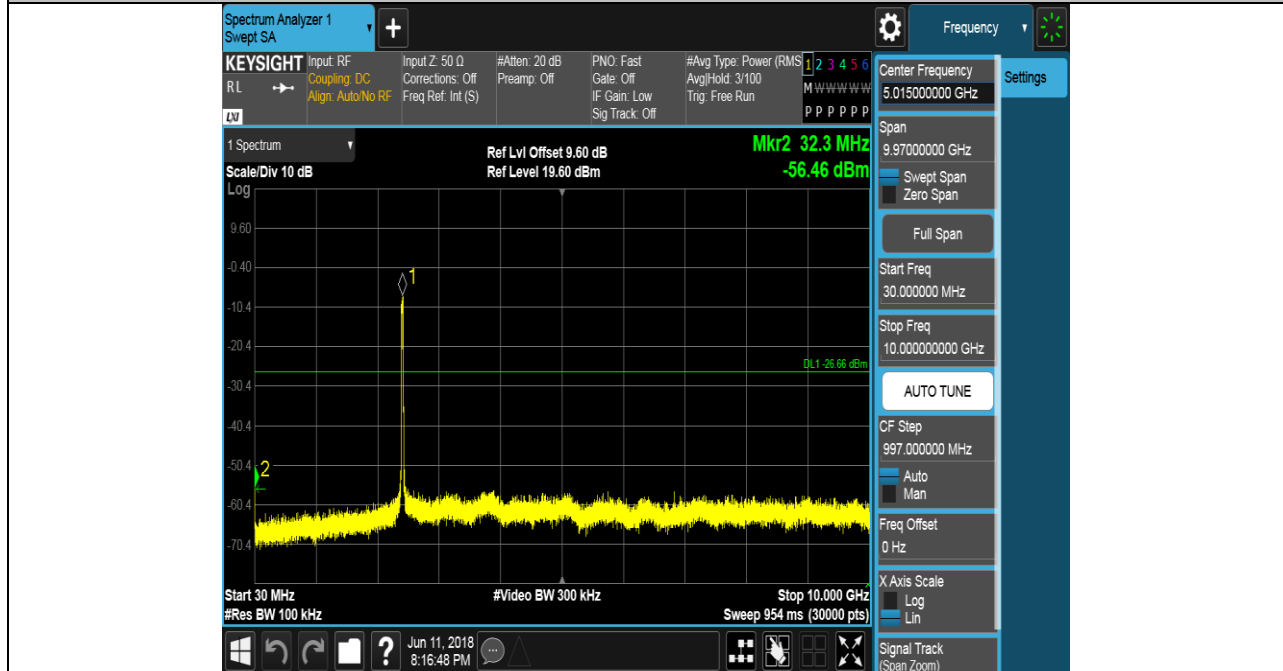 Spectrum Analyzer 1
Swept SA
+
Frequency
KEYSIGHT
RL
LXI
Input: RF
Coupling: DC
Align: Auto/No RF
Input Z: 50 Ω
Corrections: Off
Freq Ref: Int (S)
#Atten: 20 dB
Preamp: Off
PNO: Fast
Gate: Off
IF Gain: Low
Sig Track: Off
#Avg Type: Power (RMS
Avg|Hold: 3/100
Trig: Free Run
1 2 3 4 5 6
M W W W W W
P P P P P P
1 Spectrum
Scale/Div 10 dB
Ref Lvl Offset 9.60 dB
Ref Level 19.60 dBm
Mkr2 32.3 MHz
-56.46 dBm
Log
9.60
-0.40
-10.4
-20.4
-30.4
-40.4
-50.4
-60.4
-70.4
1
2
DL1 -26.66 dBm
Start 30 MHz
#Res BW 100 kHz
#Video BW 300 kHz
Stop 10.000 GHz
Sweep 954 ms (30000 pts)
Center Frequency
5.015000000 GHz
Settings
Span
9.97000000 GHz
Swept Span
Zero Span
Full Span
Start Freq
30.000000 MHz
Stop Freq
10.000000000 GHz
AUTO TUNE
CF Step
997.000000 MHz
Auto
Man
Freq Offset
0 Hz
X Axis Scale
Log
Lin
Signal Track
(Span Zoom)
?
Jun 11, 2018
8:16:48 PM